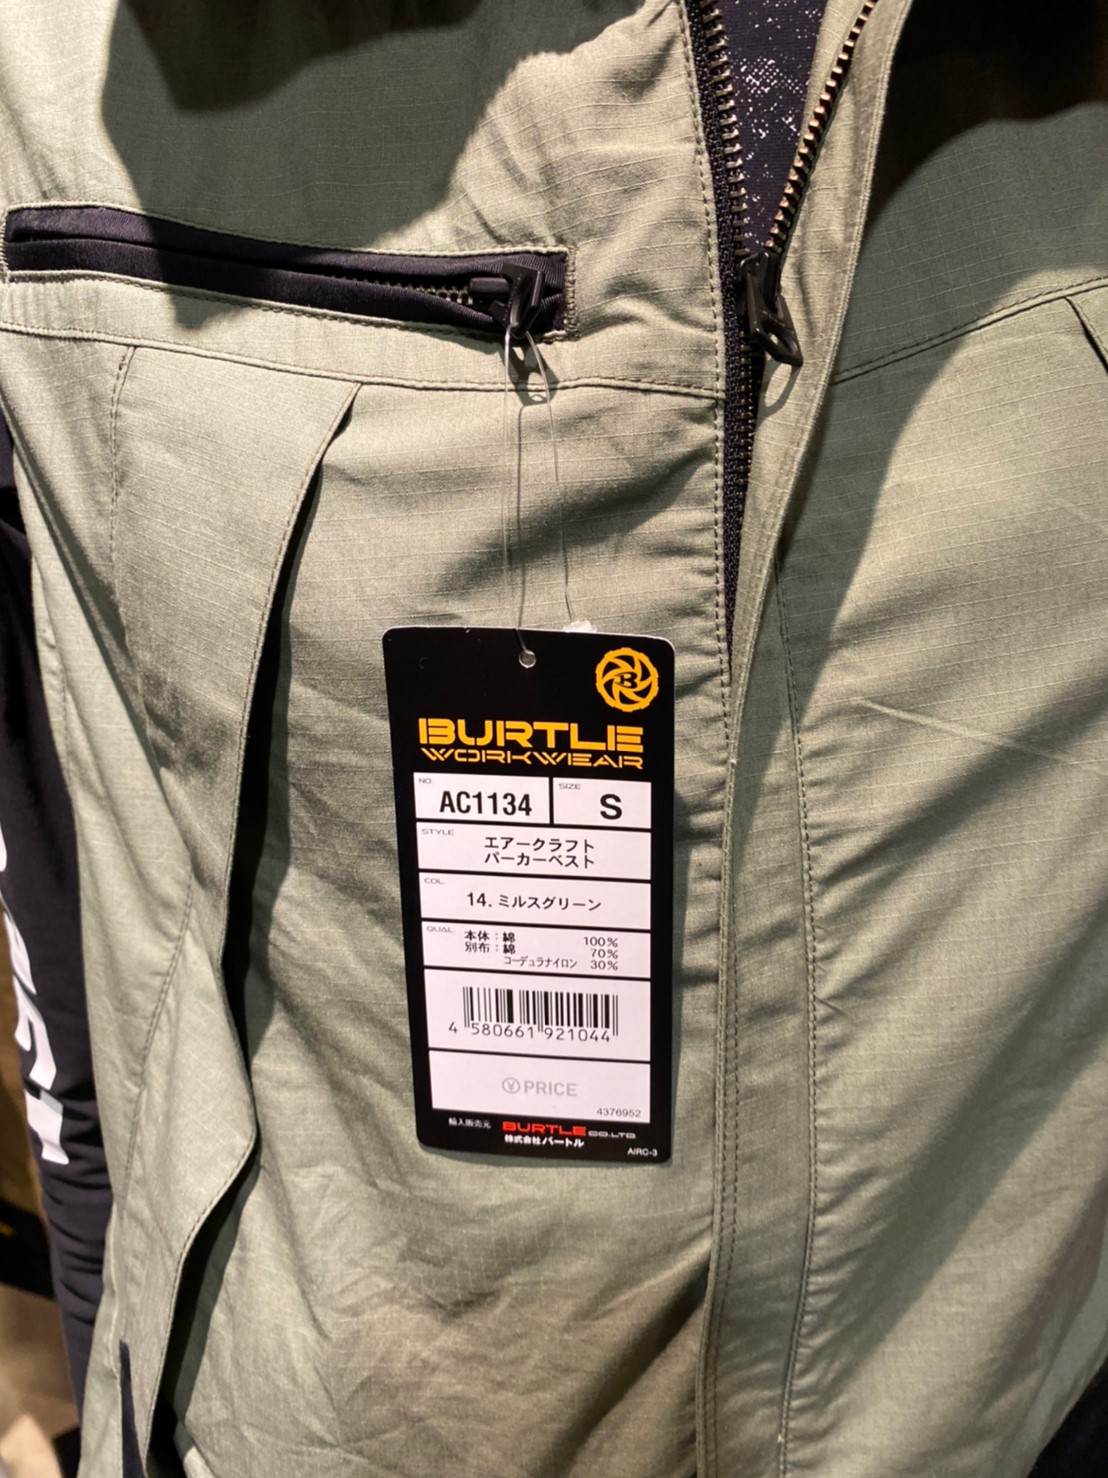 B
BURTLE
WORKWEAR
NO.
AC1134
SIZE
S
STYLE
エアークラフト
パーカーベスト
COL.
14. ミルスグリーン
QUAL.
本体：綿 100%
別布：綿 70%
コーデュラナイロン 30%
4 580661 921044
Ⓥ PRICE
4376952
輸入販売元 BURTLE CO.,LTD.
株式会社バートル
AIRC-3